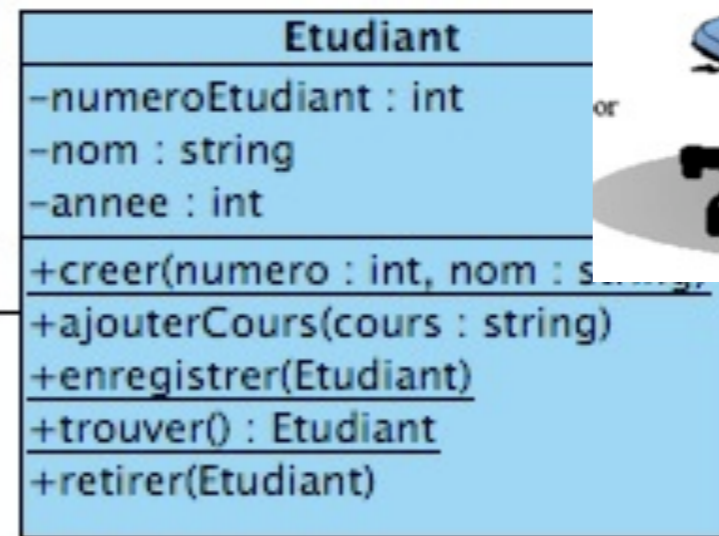 Etudiant
-numeroEtudiant : int
or
-nom : string
-annee : int
+creer(numero : int, nom :
+ajouterCours(cours : string)
+enregistrer(Etudiant)
+trouver() : Etudiant
+retirer(Etudiant)